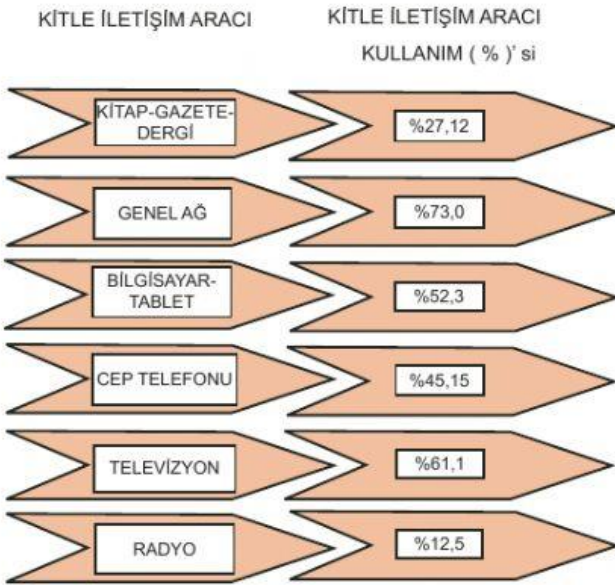 KİTLE İLETİŞİM ARACI
KİTLE İLETİŞİM ARACI
KULLANIM ( % )' si
KİTAP-GAZETE-
DERGİ
%27,12
GENEL AĞ
%73,0
BİLGİSAYAR-
TABLET
%52,3
CEP TELEFONU
%45,15
TELEVİZYON
%61,1
RADYO
%12,5